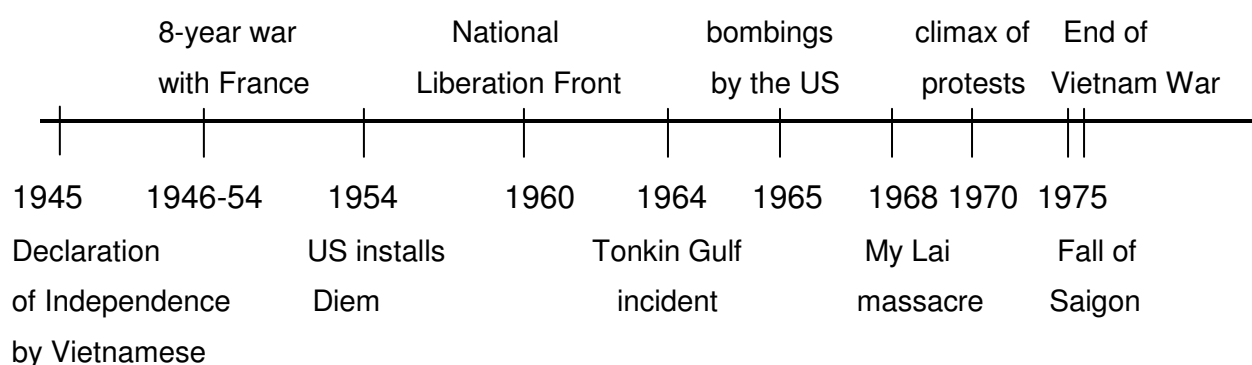 8-year war National bombings climax of End of
with France Liberation Front by the US protests Vietnam War
1945 1946-54 1954 1960 1964 1965 1968 1970 1975
Declaration US installs Tonkin Gulf My Lai Fall of
of Independence Diem incident massacre Saigon
by Vietnamese